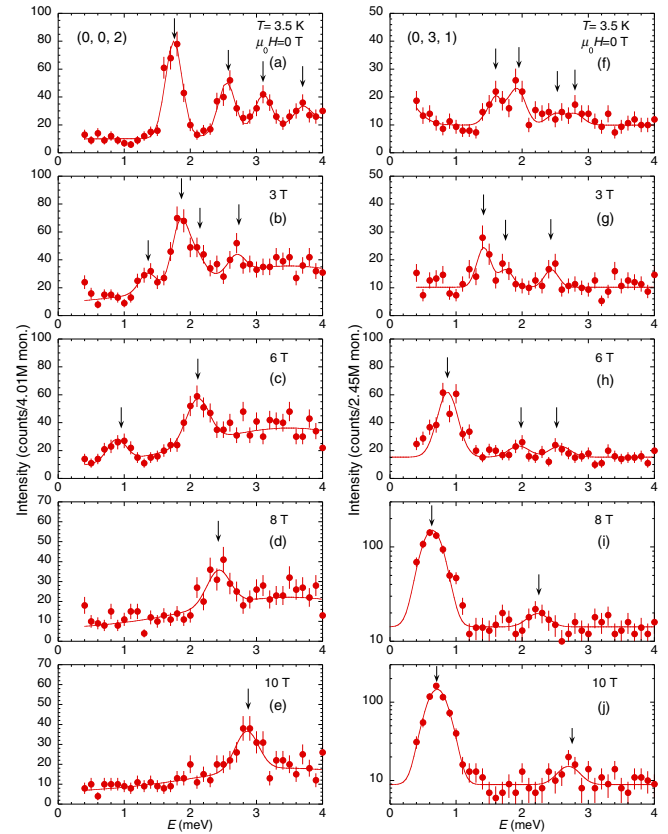 (0, 0, 2)
T= 3.5 K
μ0H=0 T
(a)
100
80
60
40
20
0
0 1 2 3 4
3 T
(b)
100
80
60
40
20
0
0 1 2 3 4
6 T
(c)
100
80
60
40
20
0
0 1 2 3 4
8 T
(d)
70
60
50
40
30
20
10
0
0 1 2 3 4
10 T
(e)
70
60
50
40
30
20
10
0
0 1 2 3 4
E (meV)
Intensity (counts/4.01M mon.)
(0, 3, 1)
T= 3.5 K
μ0H=0 T
(f)
50
40
30
20
10
0
0 1 2 3 4
3 T
(g)
50
40
30
20
10
0
0 1 2 3 4
6 T
(h)
100
80
60
40
20
0
0 1 2 3 4
8 T
(i)
100
10
0 1 2 3 4
10 T
(j)
100
10
0 1 2 3 4
E (meV)
Intensity (counts/2.45M mon.)